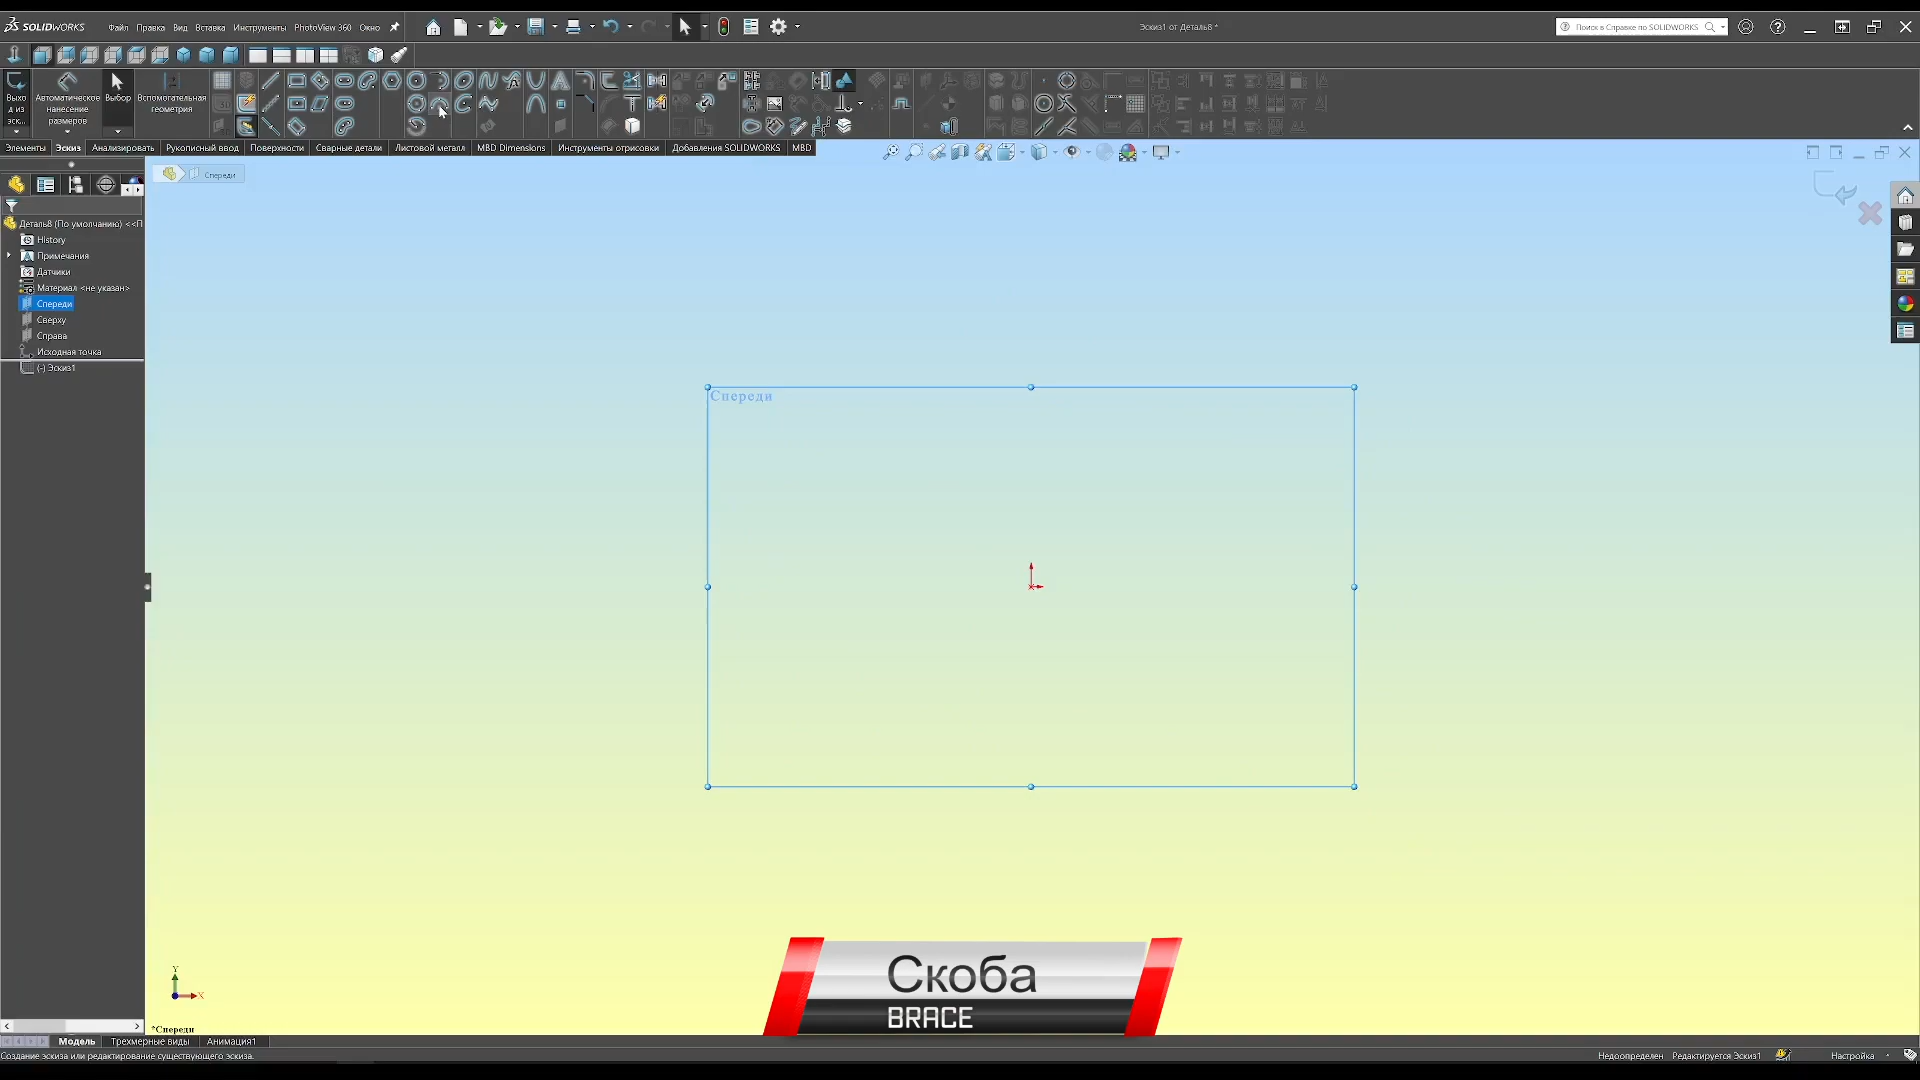 SOLIDWORKS Файл Правка Вид Вставка Инструменты PhotoView 360 Окно
Эскиз1 от Деталь8 *
Поиск в Справке по SOLIDWORKS
Выхо
д из
эск...
Автоматическое
нанесение
размеров
Выбор
Вспомогательная
геометрия
Элементы Эскиз Анализировать Рукописный ввод Поверхности Сварные детали Листовой металл MBD Dimensions Инструменты отрисовки Добавления SOLIDWORKS MBD
Спереди
Деталь8 (По умолчанию) <<П
History
Примечания
Датчики
Материал <не указан>
Спереди
Сверху
Справа
Исходная точка
(-) Эскиз1
Спереди
Y
X
*Спереди
Скоба
BRACE
Модель Трехмерные виды Анимация1
Создание эскиза или редактирование существующего эскиза.
Недоопределен Редактируется Эскиз1 Настройка